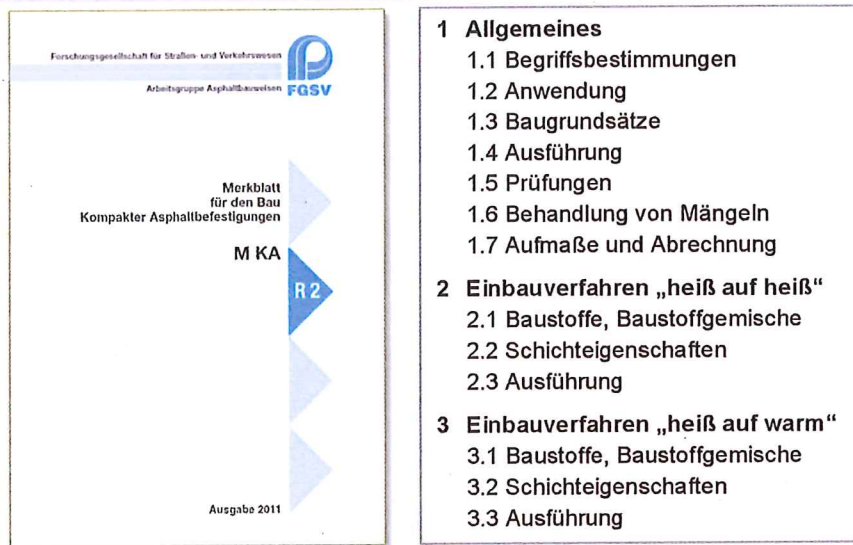 Forschungsgesellschaft für Straßen- und Verkehrswesen
Arbeitsgruppe Asphaltbauweisen
FGSV
Merkblatt
für den Bau
Kompakter Asphaltbefestigungen
M KA
R 2
Ausgabe 2011
1 Allgemeines
1.1 Begriffsbestimmungen
1.2 Anwendung
1.3 Baugrundsätze
1.4 Ausführung
1.5 Prüfungen
1.6 Behandlung von Mängeln
1.7 Aufmaße und Abrechnung
2 Einbauverfahren „heiß auf heiß“
2.1 Baustoffe, Baustoffgemische
2.2 Schichteigenschaften
2.3 Ausführung
3 Einbauverfahren „heiß auf warm“
3.1 Baustoffe, Baustoffgemische
3.2 Schichteigenschaften
3.3 Ausführung